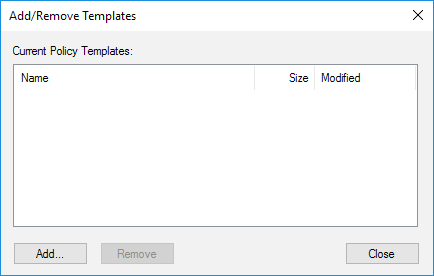 Add/Remove Templates
Current Policy Templates:
Name Size Modified
Add... Remove Close